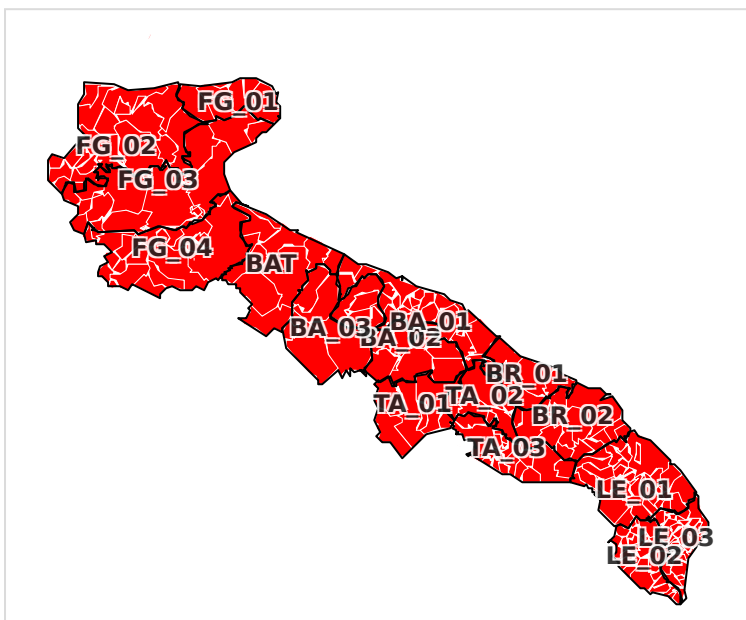 FG_01
FG_02
FG_03
FG_04
BAT
BA_01
BA_03
BA_02
BR_01
TA_02
TA_01
BR_02
TA_03
LE_01
LE_03
LE_02